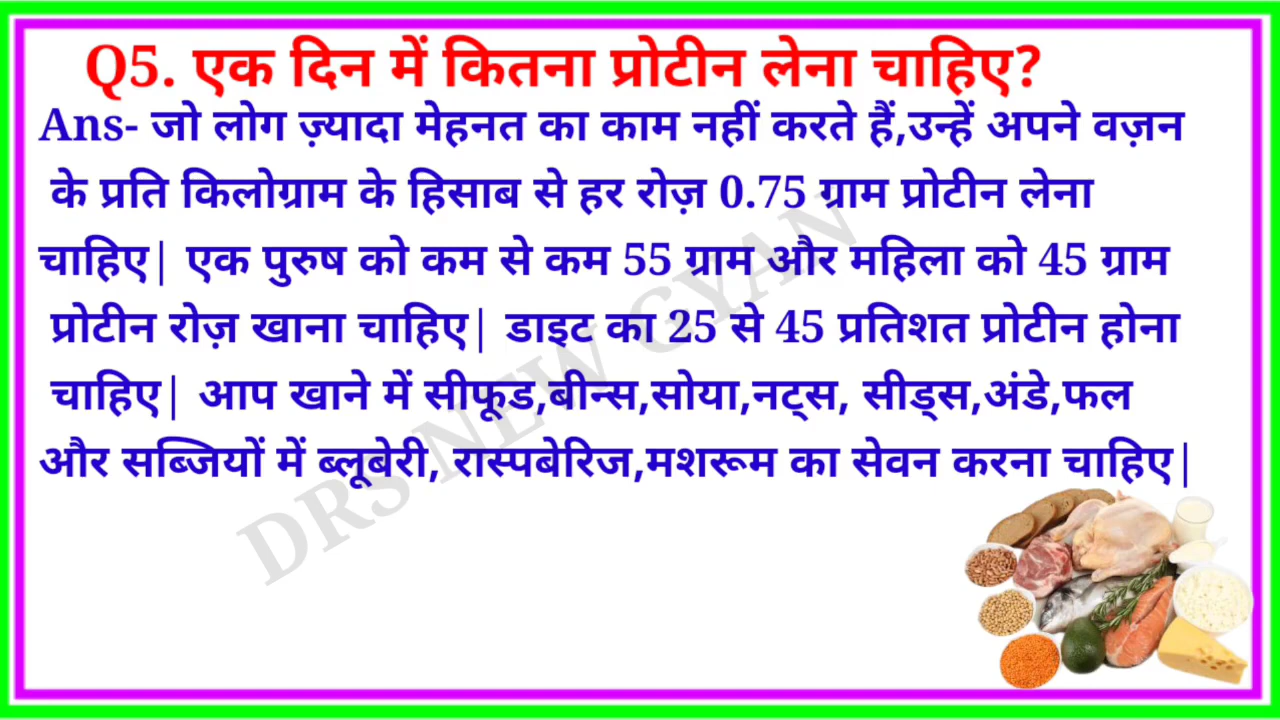 Q5. एक दिन में कितना प्रोटीन लेना चाहिए?
Ans- जो लोग ज़्यादा मेहनत का काम नहीं करते हैं,उन्हें अपने वज़न
के प्रति किलोग्राम के हिसाब से हर रोज़ 0.75 ग्राम प्रोटीन लेना
चाहिए| एक पुरुष को कम से कम 55 ग्राम और महिला को 45 ग्राम
प्रोटीन रोज़ खाना चाहिए| डाइट का 25 से 45 प्रतिशत प्रोटीन होना
चाहिए| आप खाने में सीफूड,बीन्स,सोया,नट्स, सीड्स,अंडे,फल
और सब्जियों में ब्लूबेरी, रास्पबेरिज,मशरूम का सेवन करना चाहिए|
DRS NEW GYAN